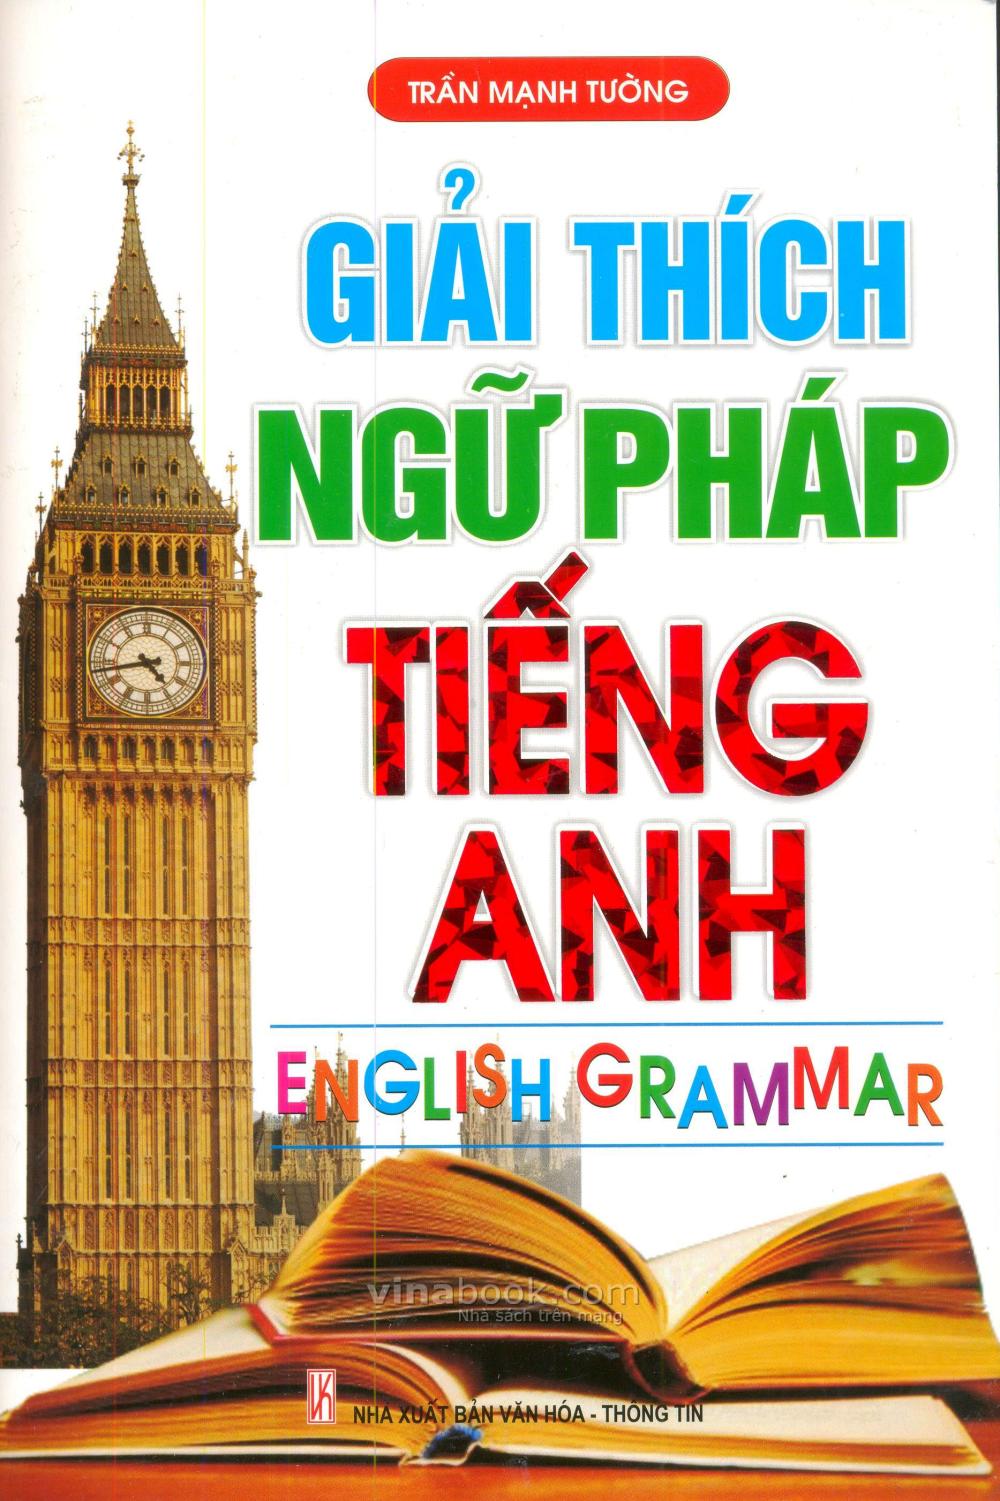 TRẦN MẠNH TƯỜNG
GIẢI THÍCH
NGỮ PHÁP
TIẾNG
ANH
ENGLISH GRAMMAR
vinabook.com
Nhà sách trên mạng
NHÀ XUẤT BẢN VĂN HÓA - THÔNG TIN